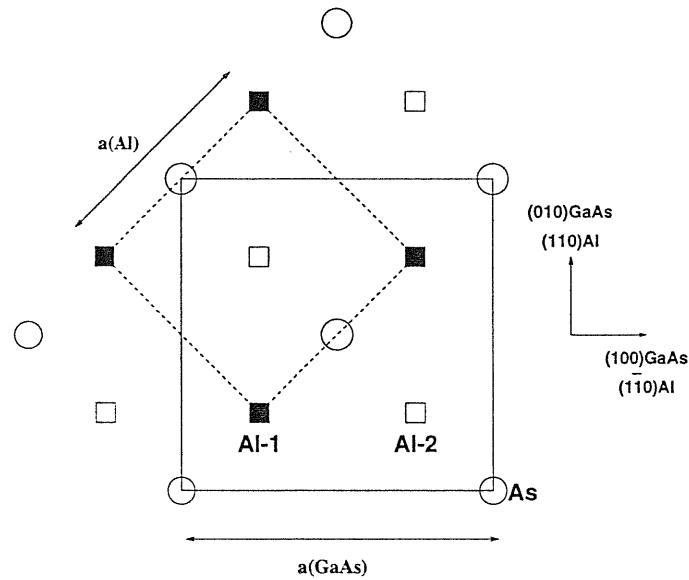 a(Al)
(010)GaAs
(110)Al
(100)GaAs
(1̄10)Al
Al-1
Al-2
As
a(GaAs)